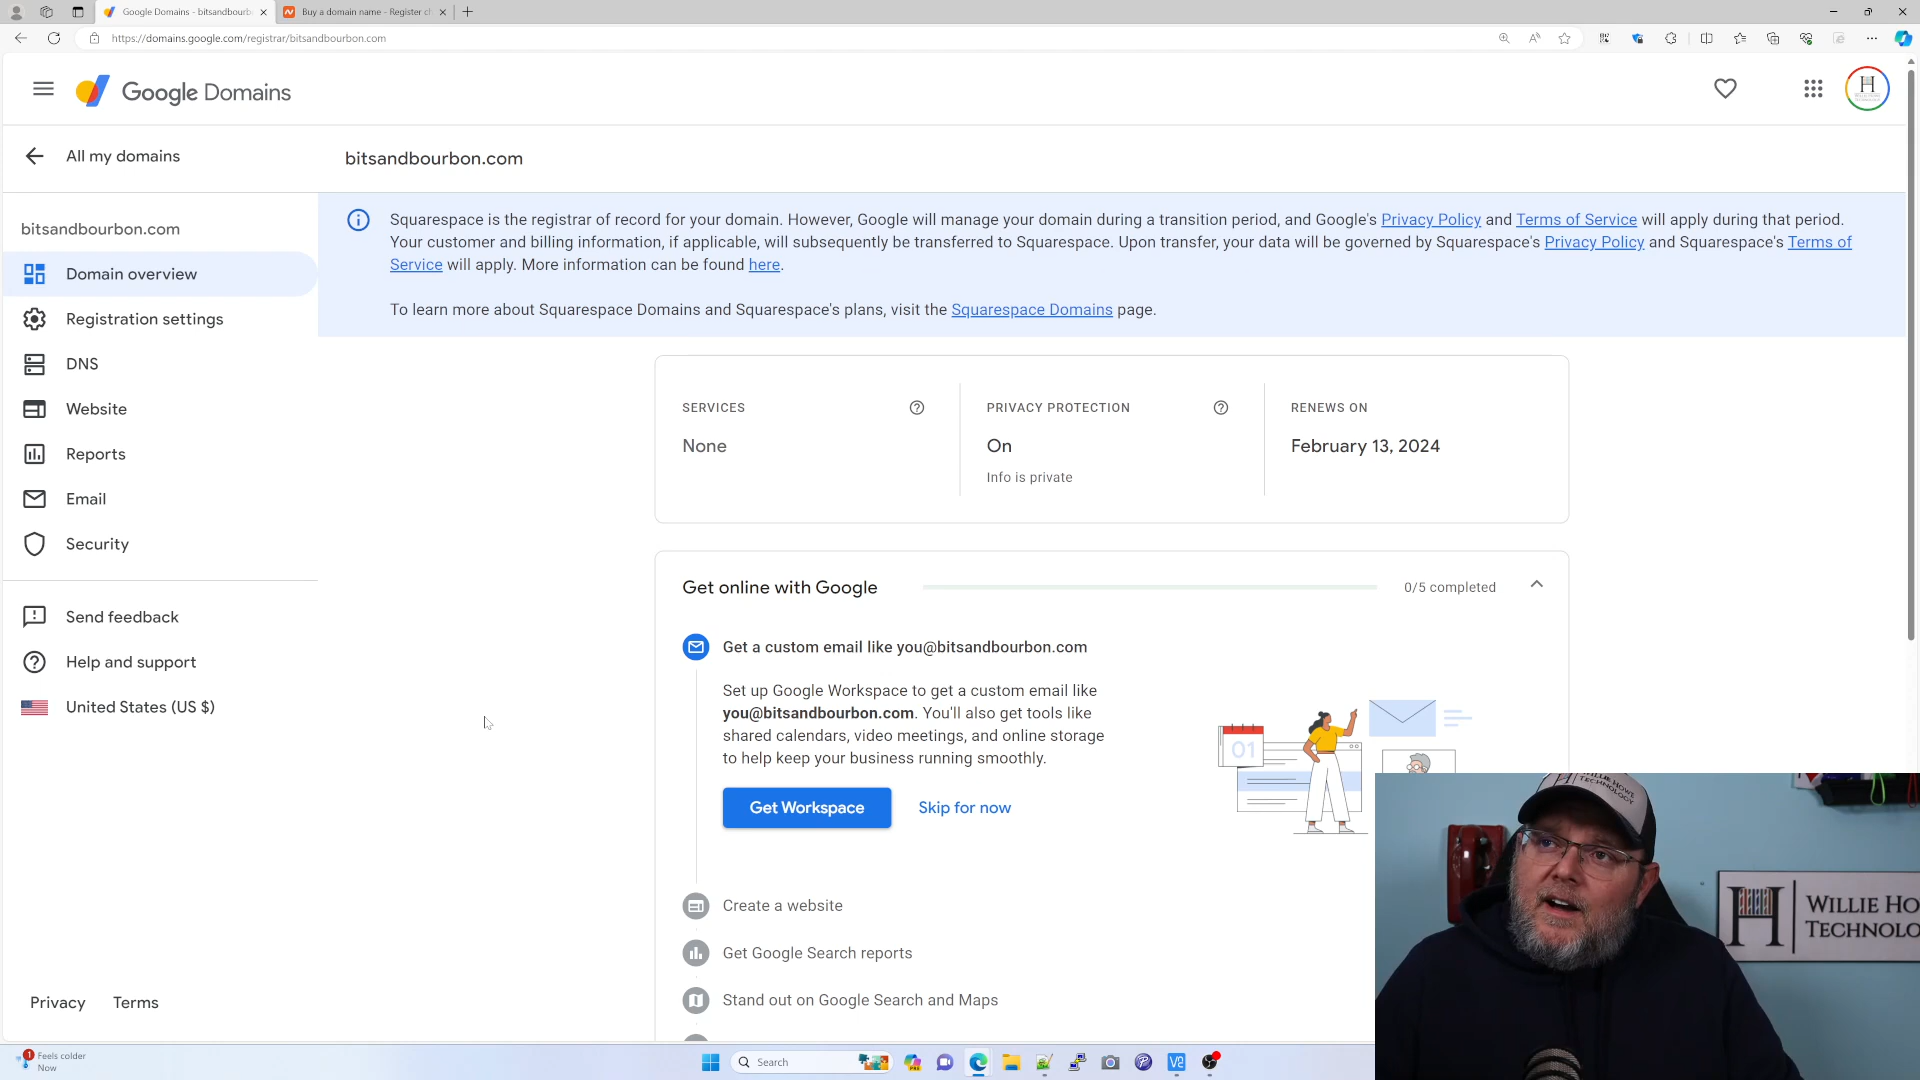 Google Domains - bitsandbourb
Buy a domain name - Register ch
https://domains.google.com/registrar/bitsandbourbon.com
Google Domains
H
All my domains
bitsandbourbon.com
bitsandbourbon.com
Domain overview
Registration settings
DNS
Website
Reports
Email
Security
Send feedback
Help and support
United States (US $)
Privacy Terms
Squarespace is the registrar of record for your domain. However, Google will manage your domain during a transition period, and Google's Privacy Policy and Terms of Service will apply during that period.
Your customer and billing information, if applicable, will subsequently be transferred to Squarespace. Upon transfer, your data will be governed by Squarespace's Privacy Policy and Squarespace's Terms of
Service will apply. More information can be found here.
To learn more about Squarespace Domains and Squarespace's plans, visit the Squarespace Domains page.
SERVICES
None
PRIVACY PROTECTION
On
Info is private
RENEWS ON
February 13, 2024
Get online with Google
0/5 completed
Get a custom email like you@bitsandbourbon.com
Set up Google Workspace to get a custom email like
you@bitsandbourbon.com. You'll also get tools like
shared calendars, video meetings, and online storage
to help keep your business running smoothly.
Get Workspace
Skip for now
01
Create a website
Get Google Search reports
Stand out on Google Search and Maps
WILLIE HOWE
TECHNOLOGY
H
WILLIE HO
TECHNOLO
1
Feels colder
Now
Search